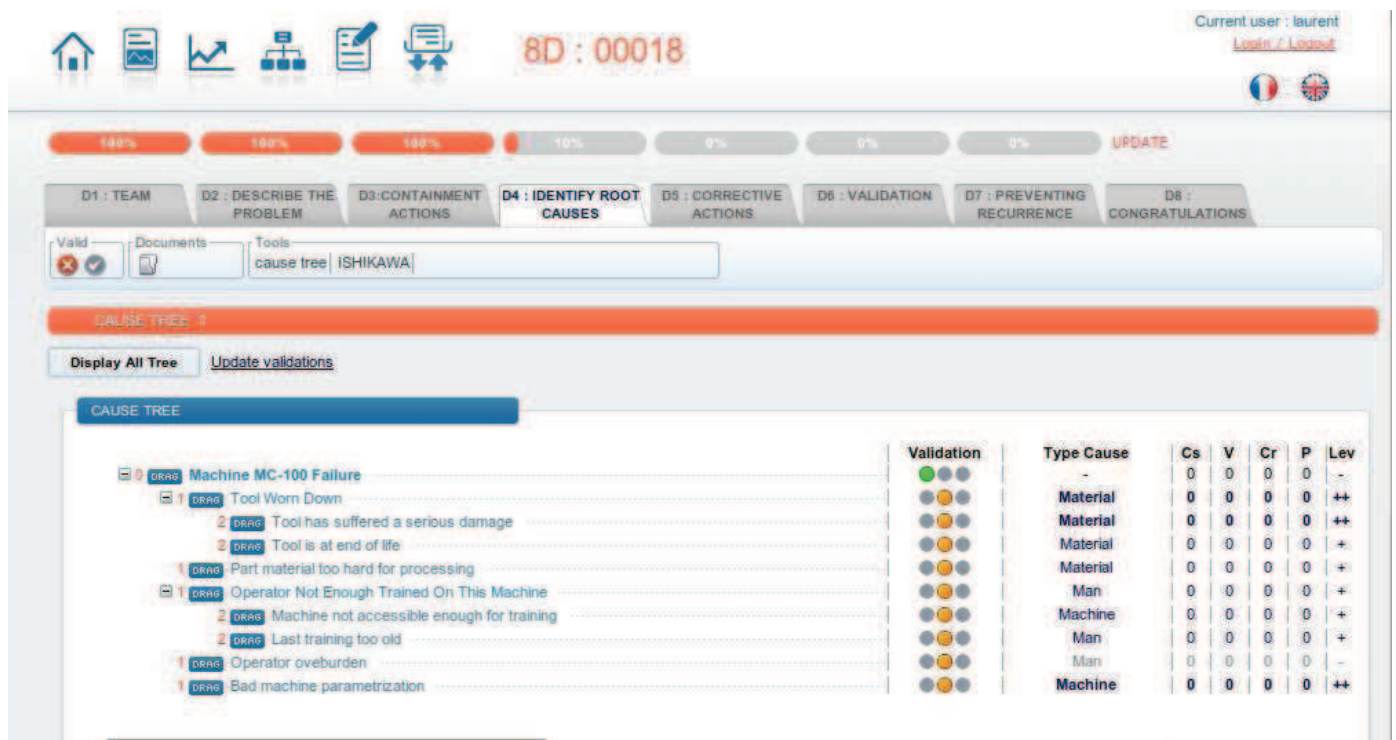 Current user : laurent
Login / Logout
8D : 00018
100% 100% 100% 10% 0% 0% 0% UPDATE
D1 : TEAM
D2 : DESCRIBE THE PROBLEM
D3:CONTAINMENT ACTIONS
D4 : IDENTIFY ROOT CAUSES
D5 : CORRECTIVE ACTIONS
D6 : VALIDATION
D7 : PREVENTING RECURRENCE
D8 : CONGRATULATIONS
Valid Documents Tools
cause tree ISHIKAWA
CAUSE TREE
Display All Tree Update validations
CAUSE TREE
Validation Type Cause Cs V Cr P Lev
0 DRAG Machine MC-100 Failure - 0 0 0 0 -
1 DRAG Tool Worn Down Material 0 0 0 0 ++
2 DRAG Tool has suffered a serious damage Material 0 0 0 0 ++
2 DRAG Tool is at end of life Material 0 0 0 0 +
1 DRAG Part material too hard for processing Material 0 0 0 0 +
1 DRAG Operator Not Enough Trained On This Machine Man 0 0 0 0 +
2 DRAG Machine not accessible enough for training Machine 0 0 0 0 +
2 DRAG Last training too old Man 0 0 0 0 +
1 DRAG Operator oveburden Man 0 0 0 0 -
1 DRAG Bad machine parametrization Machine 0 0 0 0 ++